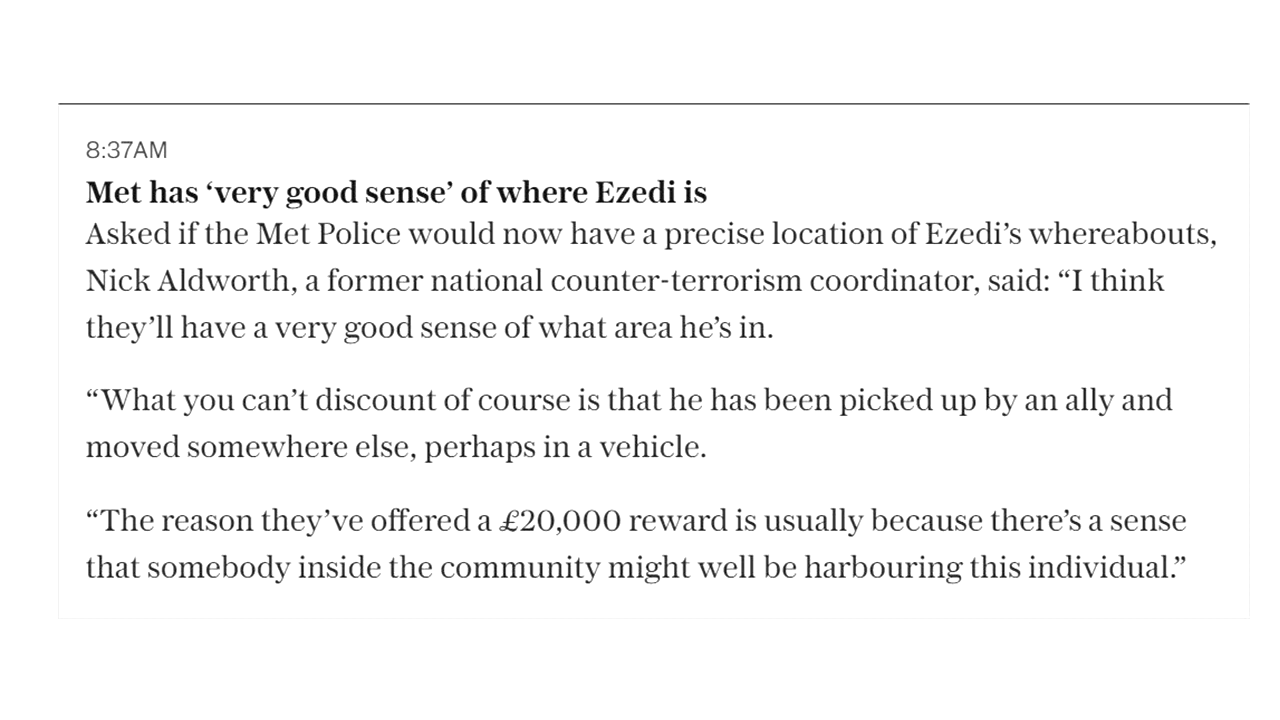 8:37AM
Met has ‘very good sense’ of where Ezedi is
Asked if the Met Police would now have a precise location of Ezedi’s whereabouts,
Nick Aldworth, a former national counter-terrorism coordinator, said: “I think
they’ll have a very good sense of what area he’s in.
“What you can’t discount of course is that he has been picked up by an ally and
moved somewhere else, perhaps in a vehicle.
“The reason they’ve offered a £20,000 reward is usually because there’s a sense
that somebody inside the community might well be harbouring this individual.”